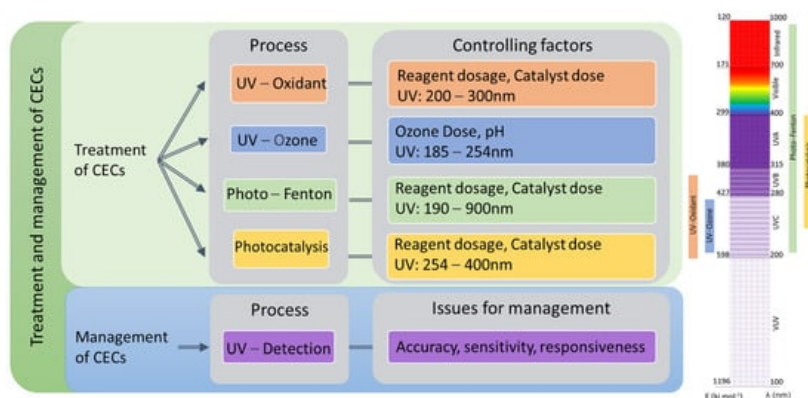 Treatment and management of CECs
Treatment
of CECs
Process
UV – Oxidant
UV – Ozone
Photo – Fenton
Photocatalysis
Controlling factors
Reagent dosage, Catalyst dose
UV: 200 – 300nm
Ozone Dose, pH
UV: 185 – 254nm
Reagent dosage, Catalyst dose
UV: 190 – 900nm
Reagent dosage, Catalyst dose
UV: 254 – 400nm
Management
of CECs
Process
UV – Detection
Issues for management
Accuracy, sensitivity, responsiveness
120
1000
Infrared
171
700
Visible
299
400
UVA
380
315
UVB
427
280
UVC
598
200
VUV
1196
100
λ (nm)
UV-Oxidant
UV-Ozone
Photo-Fenton